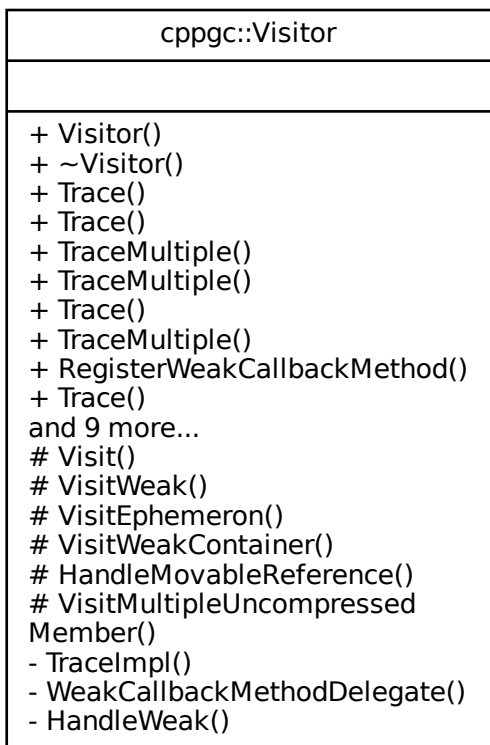 cppgc::Visitor
+ Visitor()
+ ~Visitor()
+ Trace()
+ Trace()
+ TraceMultiple()
+ TraceMultiple()
+ Trace()
+ TraceMultiple()
+ RegisterWeakCallbackMethod()
+ Trace()
and 9 more...
# Visit()
# VisitWeak()
# VisitEphemeron()
# VisitWeakContainer()
# HandleMovableReference()
# VisitMultipleUncompressed
Member()
- TraceImpl()
- WeakCallbackMethodDelegate()
- HandleWeak()